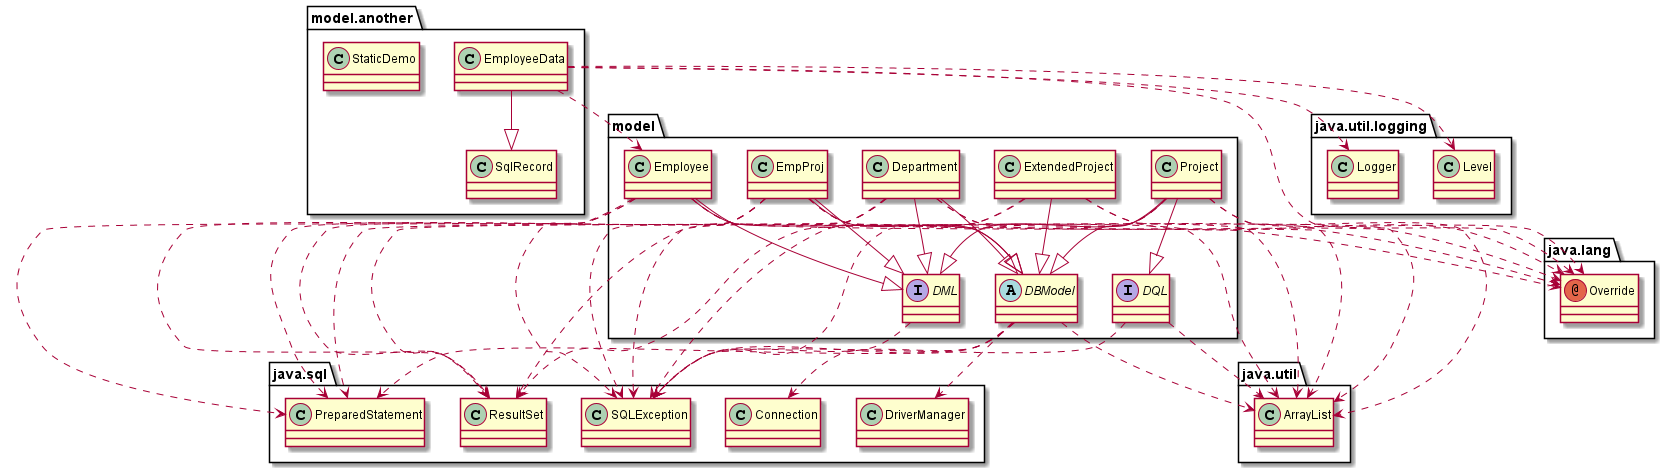 model.another
C StaticDemo
C EmployeeData
C SqlRecord
model
C Employee
C EmpProj
C Department
C ExtendedProject
C Project
I DML
A DBModel
I DQL
java.util.logging
C Logger
C Level
java.lang
@ Override
java.sql
C PreparedStatement
C ResultSet
C SQLException
C Connection
C DriverManager
java.util
C ArrayList